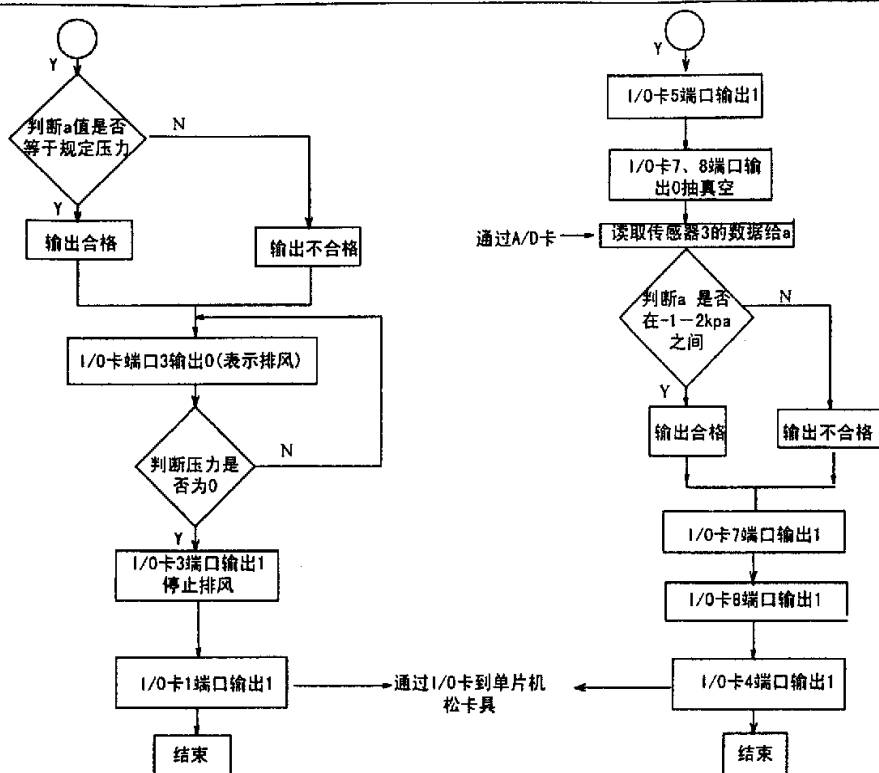 Y
判断a值是否
等于规定压力
N
Y
输出合格
输出不合格
I/O卡端口3输出0(表示排风)
判断压力是
否为0
N
Y
I/O卡3端口输出1
停止排风
I/O卡1端口输出1
结束
通过I/O卡到单片机
松卡具
Y
I/O卡5端口输出1
I/O卡7、8端口输
出0抽真空
通过A/D卡
读取传感器3的数据给a
判断a 是否
在-1－2kpa
之间
N
Y
输出合格
输出不合格
I/O卡7端口输出1
I/O卡8端口输出1
I/O卡4端口输出1
结束